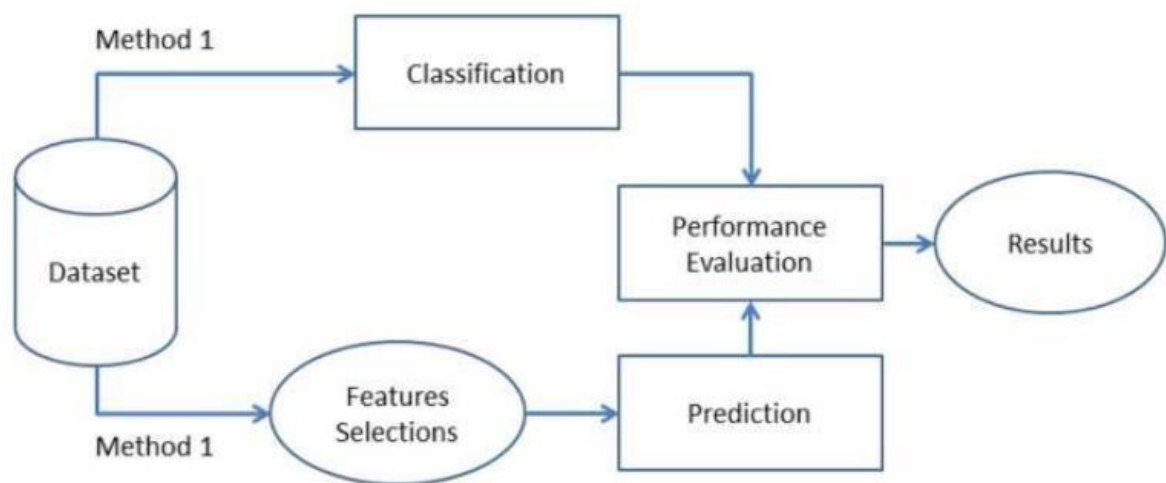 Method 1
Classification
Dataset
Performance
Evaluation
Results
Features
Selections
Prediction
Method 1